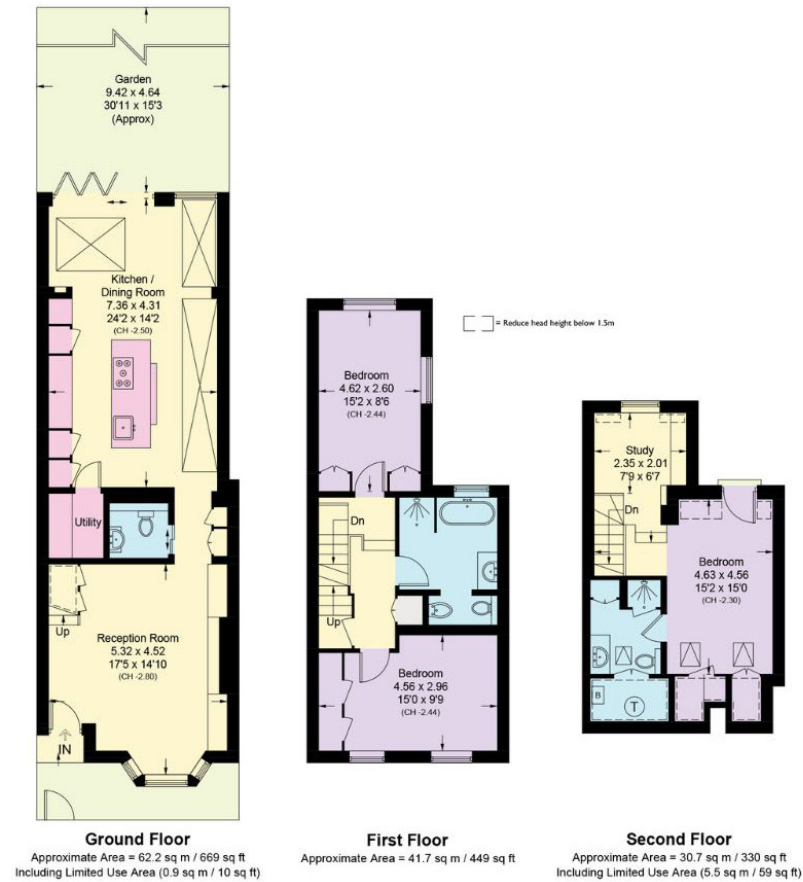 Garden
9.42 x 4.64
30'11 x 15'3
(Approx)
Kitchen /
Dining Room
7.36 x 4.31
24'2 x 14'2
(CH -2.50)
Utility
Up
Reception Room
5.32 x 4.52
17'5 x 14'10
(CH -2.80)
IN
Ground Floor
Approximate Area = 62.2 sq m / 669 sq ft
Including Limited Use Area (0.9 sq m / 10 sq ft)
Bedroom
4.62 x 2.60
15'2 x 8'6
(CH -2.44)
Dn
Up
Bedroom
4.56 x 2.96
15'0 x 9'9
(CH -2.44)
First Floor
Approximate Area = 41.7 sq m / 449 sq ft
= Reduce head height below 1.5m
Study
2.35 x 2.01
7'9 x 6'7
Dn
Bedroom
4.63 x 4.56
15'2 x 15'0
(CH -2.30)
B
T
Second Floor
Approximate Area = 30.7 sq m / 330 sq ft
Including Limited Use Area (5.5 sq m / 59 sq ft)